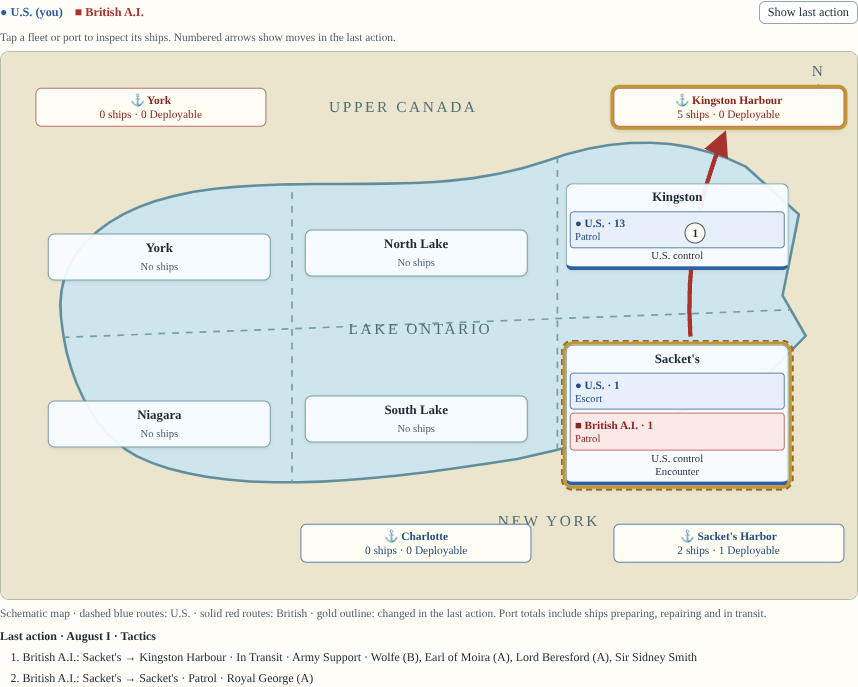 ● U.S. (you) ■ British A.I.
Show last action
Tap a fleet or port to inspect its ships. Numbered arrows show moves in the last action.
N
⚓ York
0 ships · 0 Deployable
UPPER CANADA
⚓ Kingston Harbour
5 ships · 0 Deployable
Kingston
● U.S. · 13
Patrol
1
U.S. control
York
No ships
North Lake
No ships
LAKE ONTARIO
Sacket's
● U.S. · 1
Escort
■ British A.I. · 1
Patrol
U.S. control
Encounter
Niagara
No ships
South Lake
No ships
NEW YORK
⚓ Charlotte
0 ships · 0 Deployable
⚓ Sacket's Harbor
2 ships · 1 Deployable
Schematic map · dashed blue routes: U.S. · solid red routes: British · gold outline: changed in the last action. Port totals include ships preparing, repairing and in transit.
Last action · August I · Tactics
1. British A.I.: Sacket's → Kingston Harbour · In Transit · Army Support · Wolfe (B), Earl of Moira (A), Lord Beresford (A), Sir Sidney Smith
2. British A.I.: Sacket's → Sacket's · Patrol · Royal George (A)